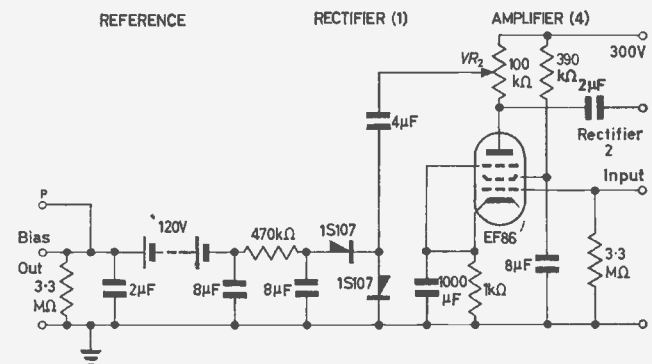 REFERENCE
RECTIFIER (1)
AMPLIFIER (4)
300V
VR2
100
kΩ
390
kΩ
2μF
4μF
Rectifier
2
Input
P
120V
470kΩ
1S107
EF86
Bias
Out
3·3
MΩ
2μF
8μF
8μF
1S107
1000
μF
1kΩ
8μF
3·3
MΩ